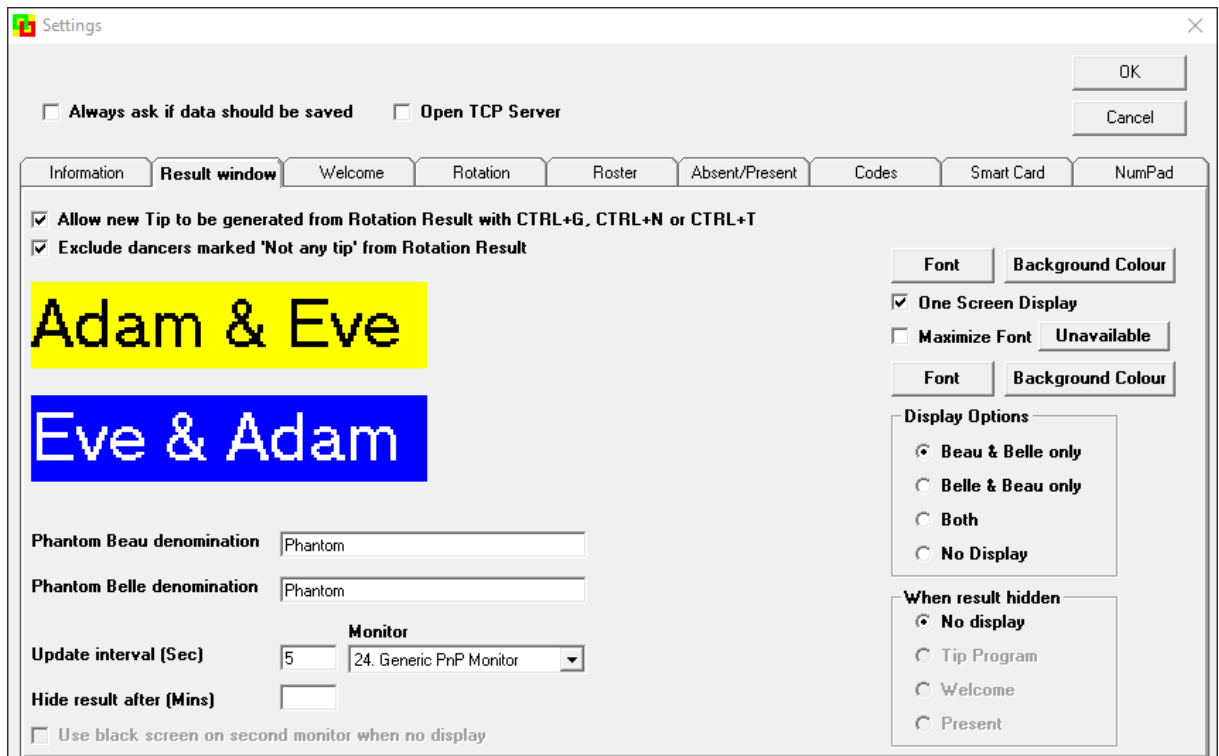 Settings
OK
Always ask if data should be saved
Open TCP Server
Cancel
Information
Result window
Welcome
Rotation
Roster
Absent/Present
Codes
Smart Card
NumPad
Allow new Tip to be generated from Rotation Result with CTRL+G, CTRL+N or CTRL+T
Exclude dancers marked 'Not any tip' from Rotation Result
Font
Background Colour
Adam & Eve
One Screen Display
Maximize Font
Unavailable
Font
Background Colour
Eve & Adam
Display Options
Beau & Belle only
Belle & Beau only
Both
No Display
Phantom Beau denomination
Phantom
Phantom Belle denomination
Phantom
When result hidden
No display
Tip Program
Welcome
Present
Monitor
Update interval (Sec)
5
24. Generic PnP Monitor
Hide result after (Mins)
Use black screen on second monitor when no display